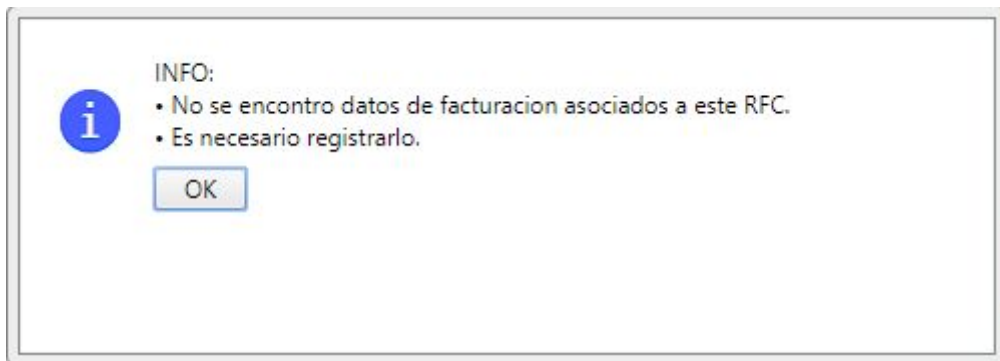 INFO:
• No se encontro datos de facturacion asociados a este RFC.
• Es necesario registrarlo.
OK